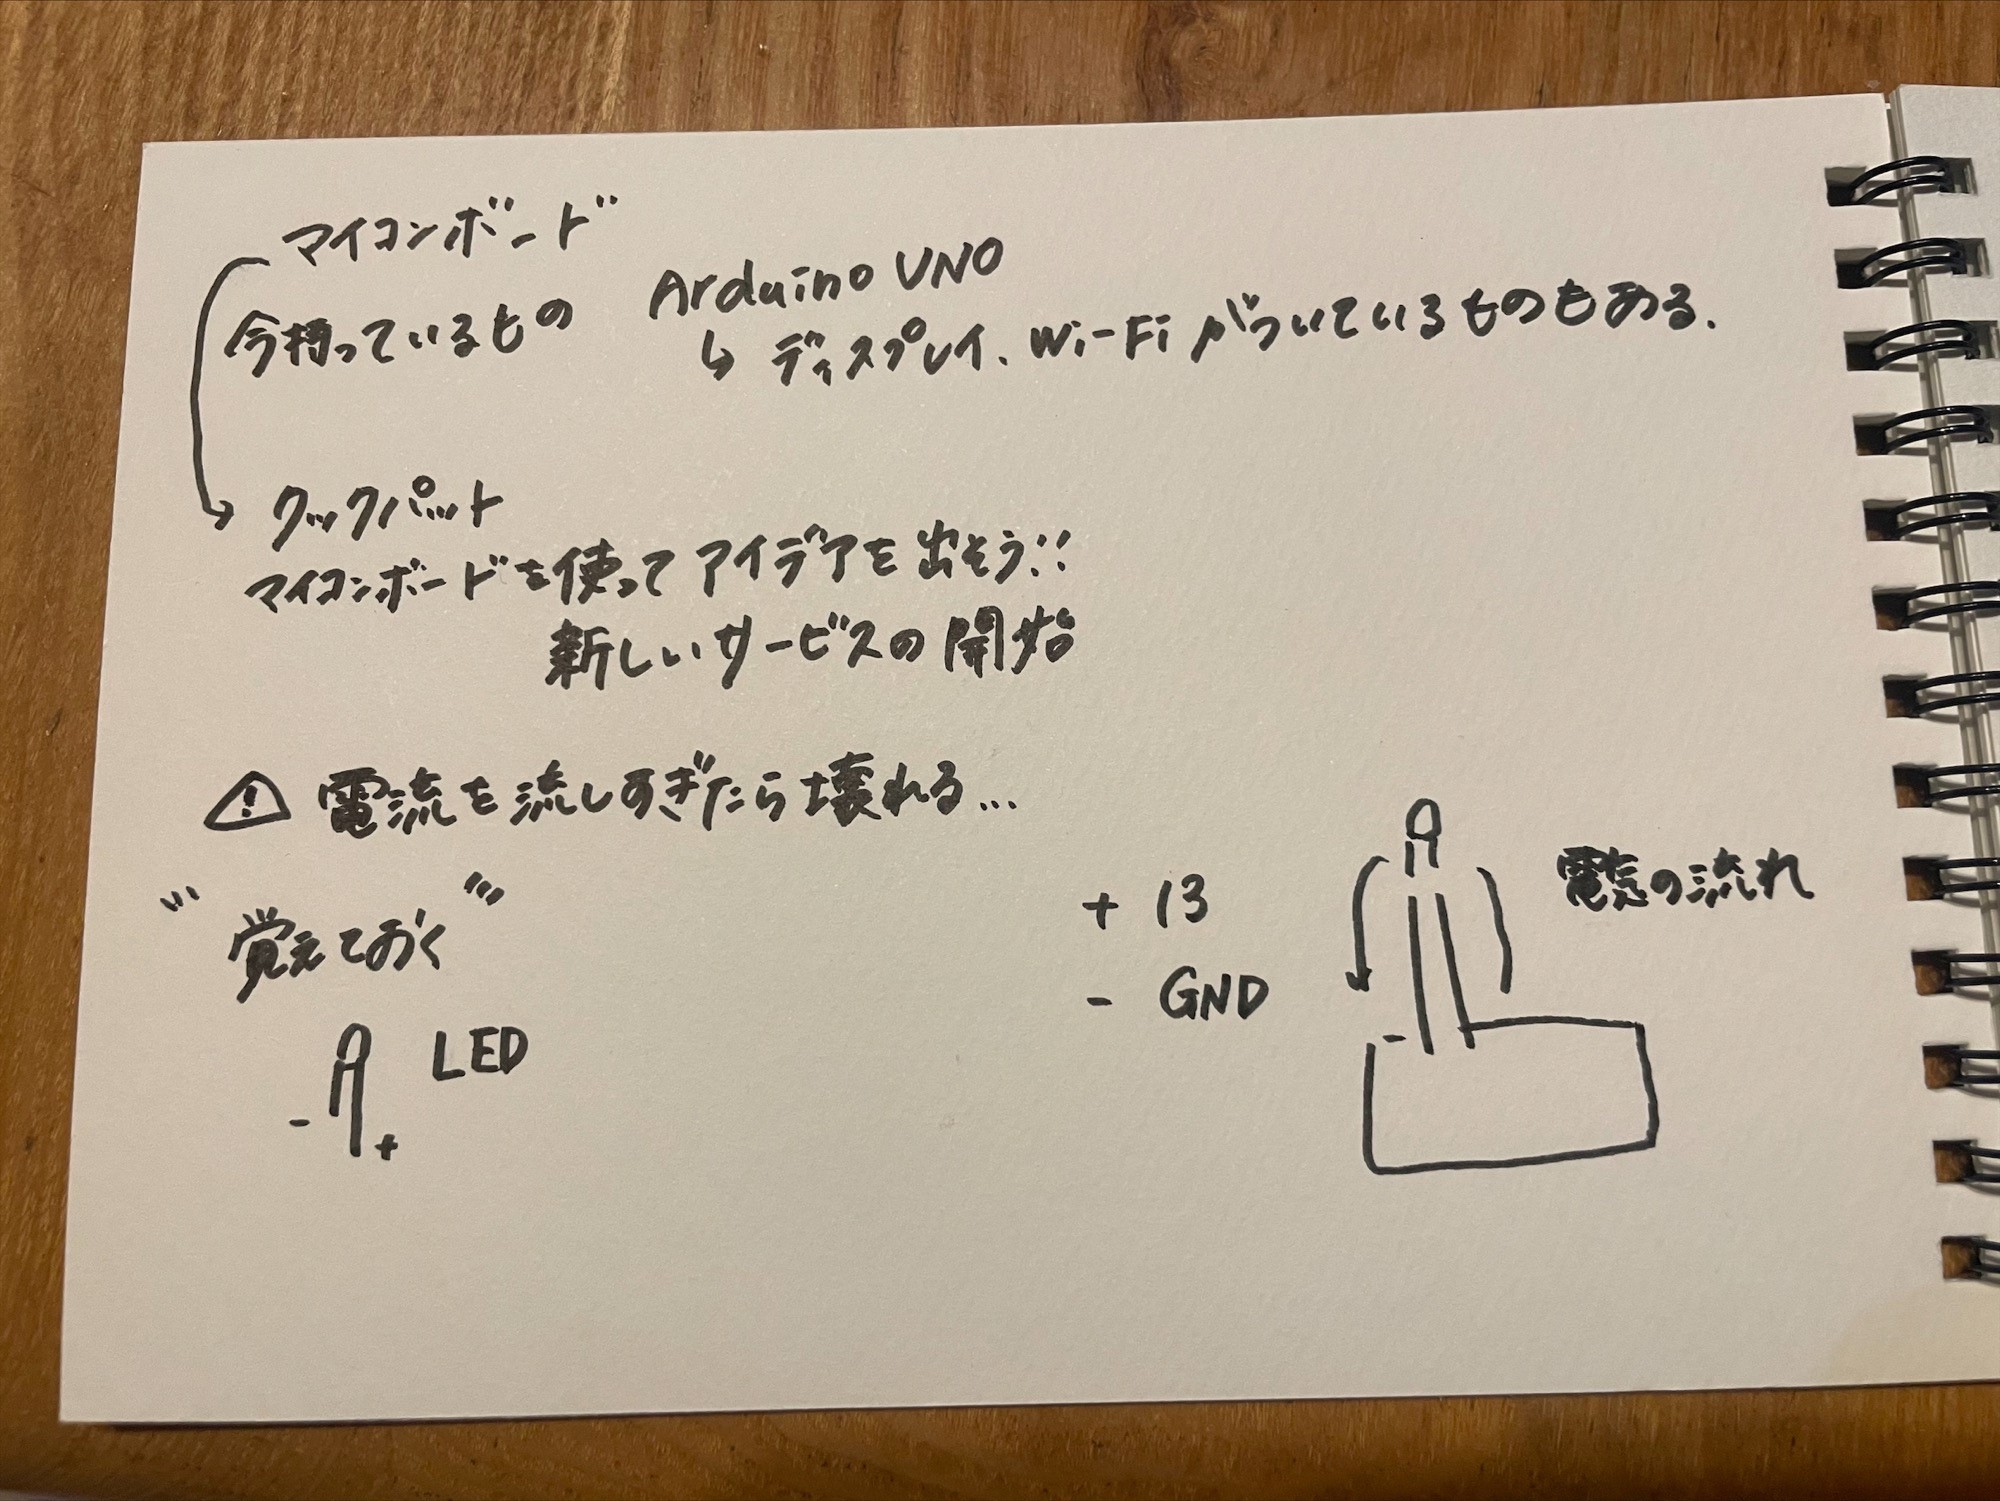 マイコンボード
今持っているもの Arduino UNO
↳ ディスプレイ、Wi-Fiがついているものもある.
クックパット
マイコンボードを使ってアイデアを出そう!!
新しいサービスの開始
⚠ 電流を流しすぎたら壊れる...
覚えておく
LED
- +
+ 13
- GND
電気の流れ
-